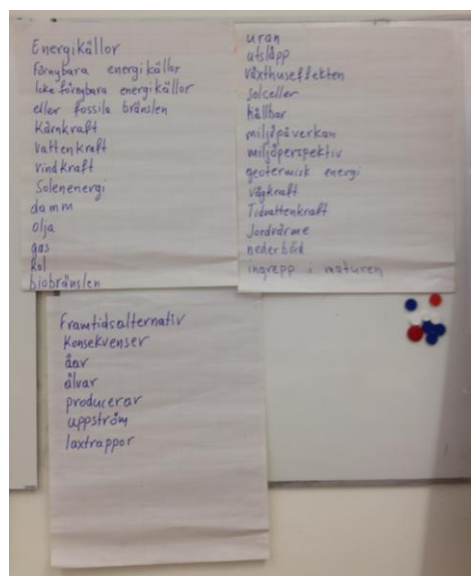 Energikällor
Förnybara energikällor
Icke förnybara energikällor
eller fossila bränslen
Kärnkraft
Vattenkraft
vindkraft
Solenenergi
damm
olja
gas
kol
biobränslen
uran
utsläpp
växthuseffekten
solceller
hållbar
miljöpåverkan
miljöperspektiv
geotermisk energi
vågkraft
Tidvattenkraft
Jordvärme
nederböd
ingrepp i naturen
framtidsalternativ
Konsekvenser
åar
älvar
producerar
uppström
laxtrappor